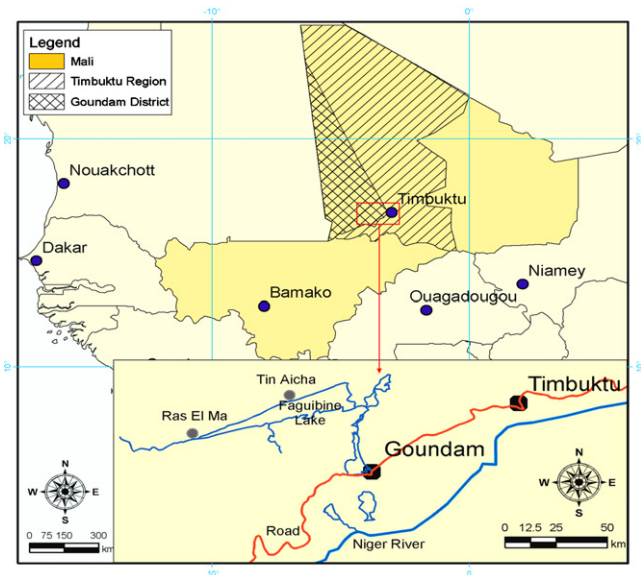 -10°
0°
Legend
Mali
Timbuktu Region
Goundam District
20°
Nouakchott
Timbuktu
Dakar
Niamey
Bamako
Ouagadougou
10°
Tin Aicha
Timbuktu
Ras El Ma
Faguibine
Lake
Goundam
N
W E
S
0 75 150 300
km
Road
Niger River
N
W E
S
0 12.5 25 50
km
-10°
0°